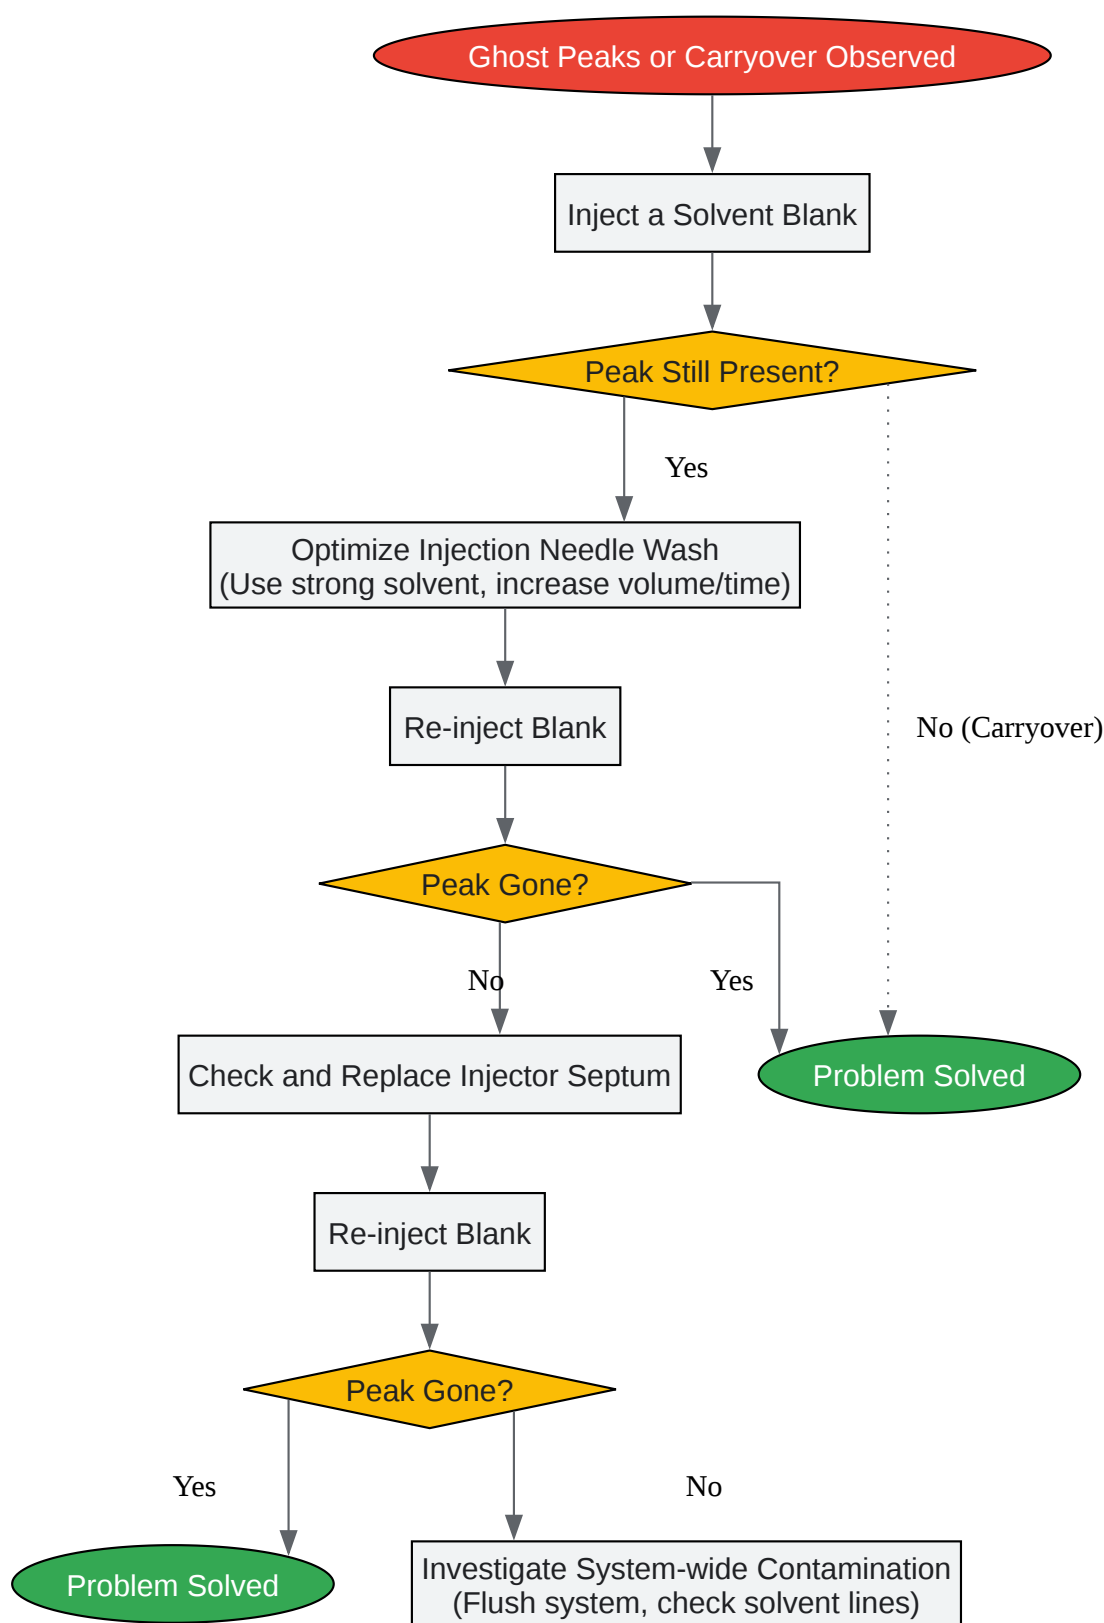 Ghost Peaks or Carryover Observed
Inject a Solvent Blank
Peak Still Present?
Yes
Optimize Injection Needle Wash
(Use strong solvent, increase volume/time)
Re-inject Blank
No (Carryover)
Peak Gone?
No
Yes
Check and Replace Injector Septum
Problem Solved
Re-inject Blank
Peak Gone?
Yes
No
Problem Solved
Investigate System-wide Contamination
(Flush system, check solvent lines)